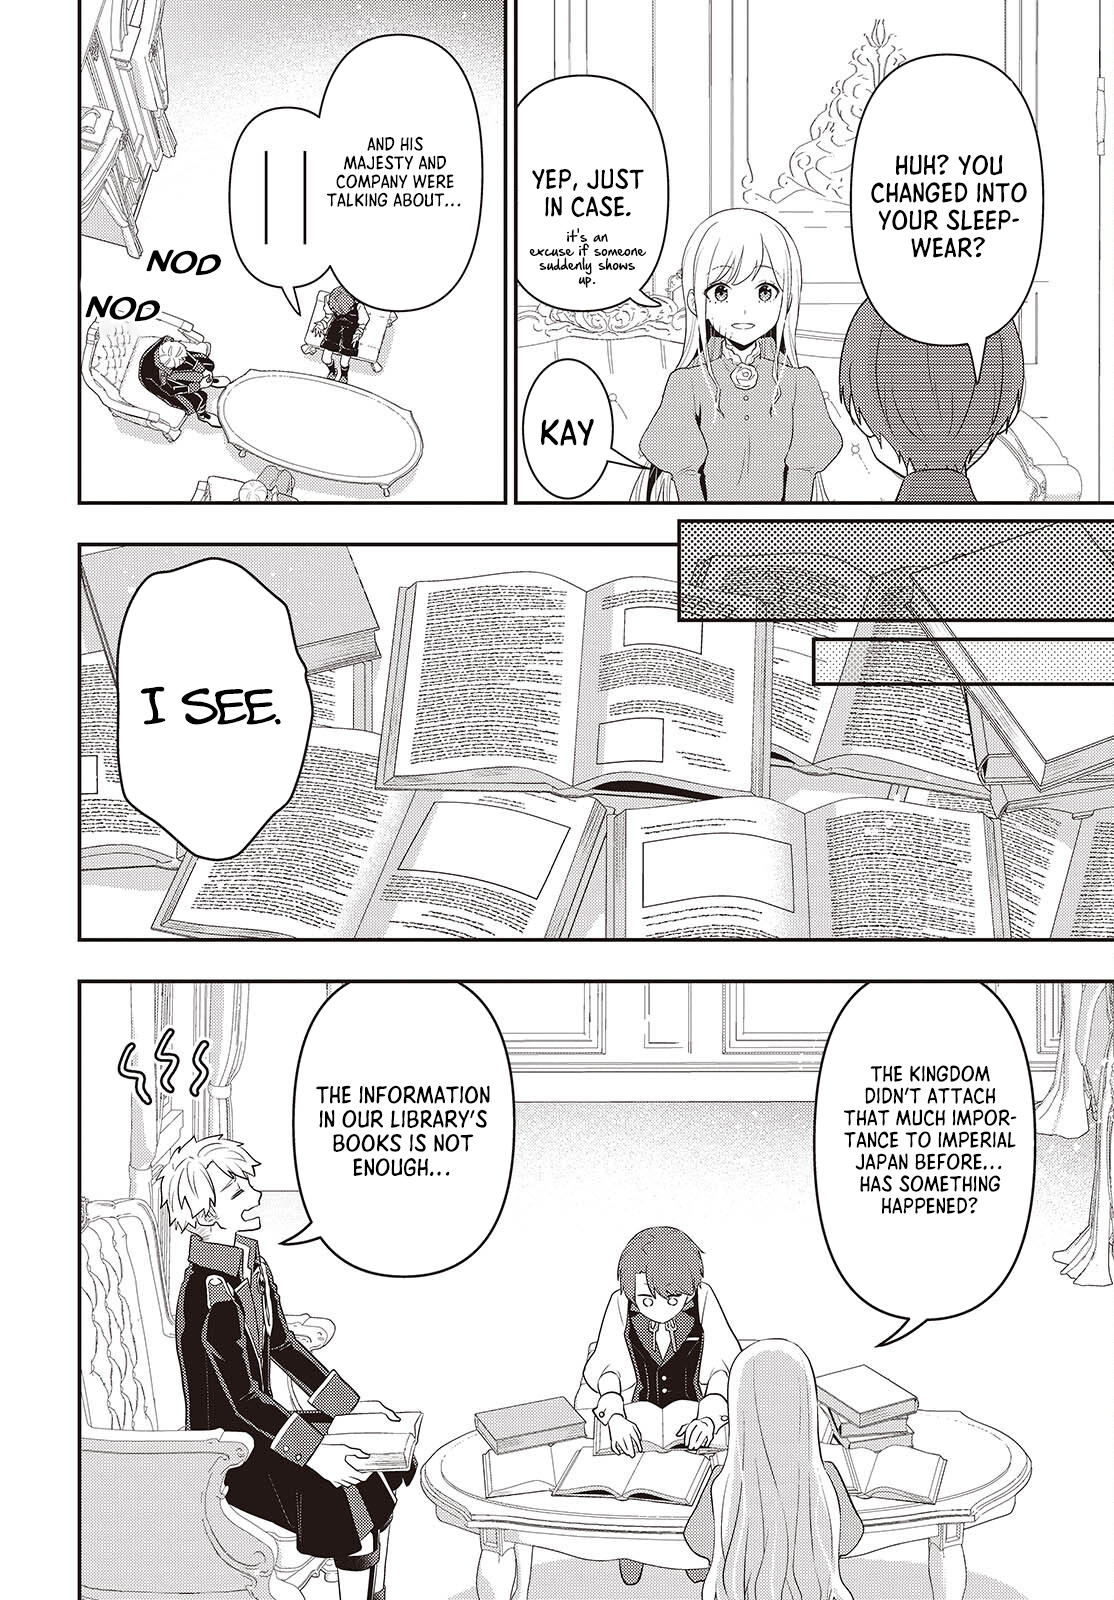 HUH? YOU
CHANGED INTO
YOUR SLEEP-
WEAR?
YEP, JUST
IN CASE.
it's an
excuse if someone
suddenly shows
up.
KAY
AND HIS
MAJESTY AND
COMPANY WERE
TALKING ABOUT...
NOD
NOD
I SEE.
THE KINGDOM
DIDN'T ATTACH
THAT MUCH IMPOR-
TANCE TO IMPERIAL
JAPAN BEFORE...
HAS SOMETHING
HAPPENED?
THE INFORMATION
IN OUR LIBRARY'S
BOOKS IS NOT
ENOUGH...